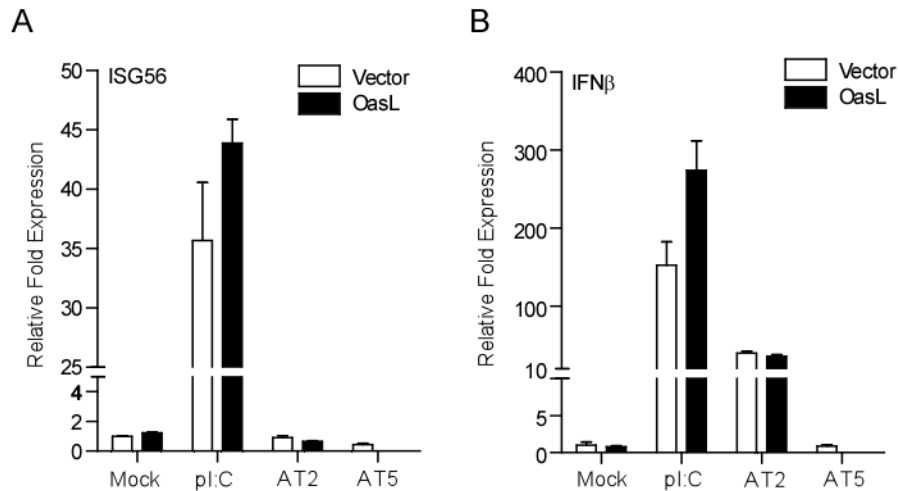 A
ISG56
Vector
OasL
Relative Fold Expression
50
45
40
35
30
25
4
2
0
Mock pI:C AT2 AT5
B
IFNβ
Vector
OasL
Relative Fold Expression
400
300
200
100
10
5
0
Mock pI:C AT2 AT5